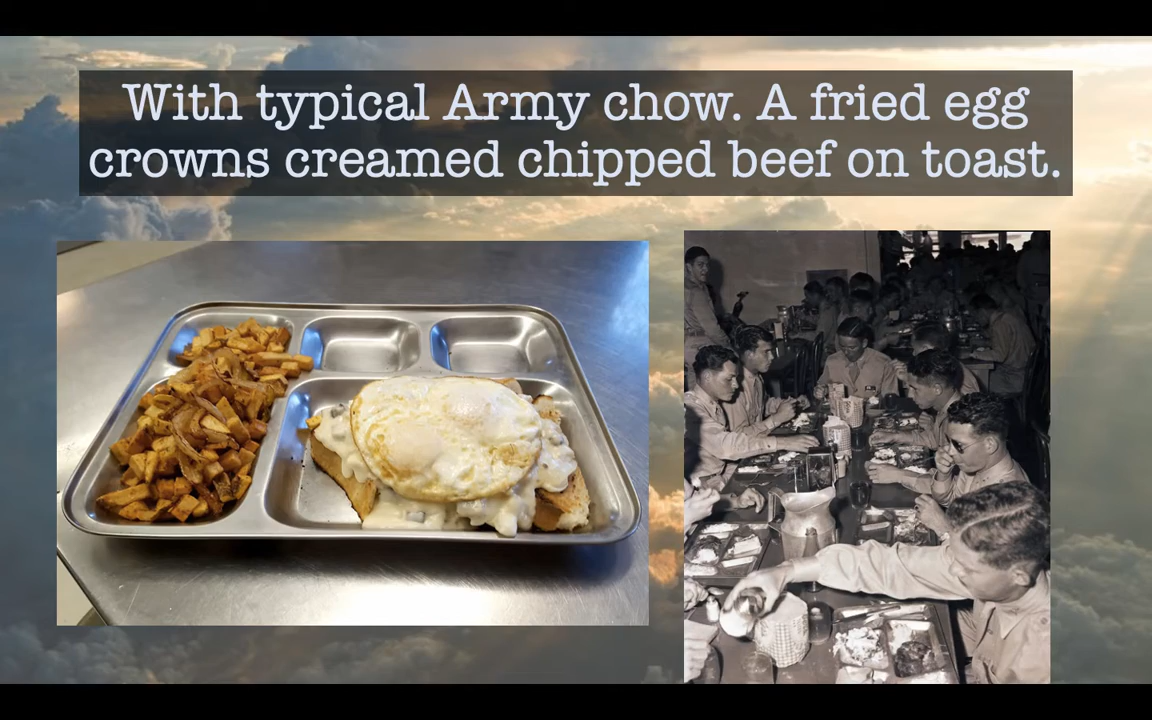 With typical Army chow. A fried egg
crowns creamed chipped beef on toast.